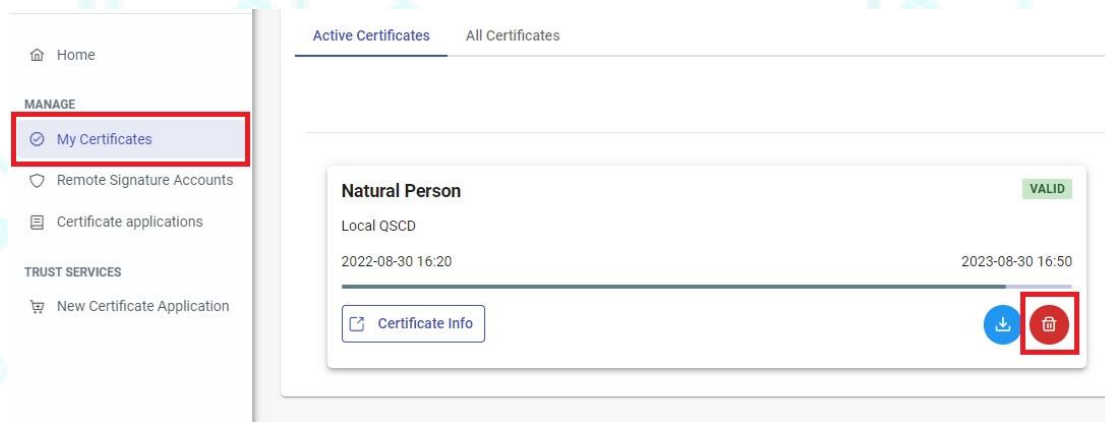 Home
MANAGE
My Certificates
Remote Signature Accounts
Certificate applications
TRUST SERVICES
New Certificate Application
Active Certificates
All Certificates
Natural Person
VALID
Local QSCD
2022-08-30 16:20
2023-08-30 16:50
Certificate Info